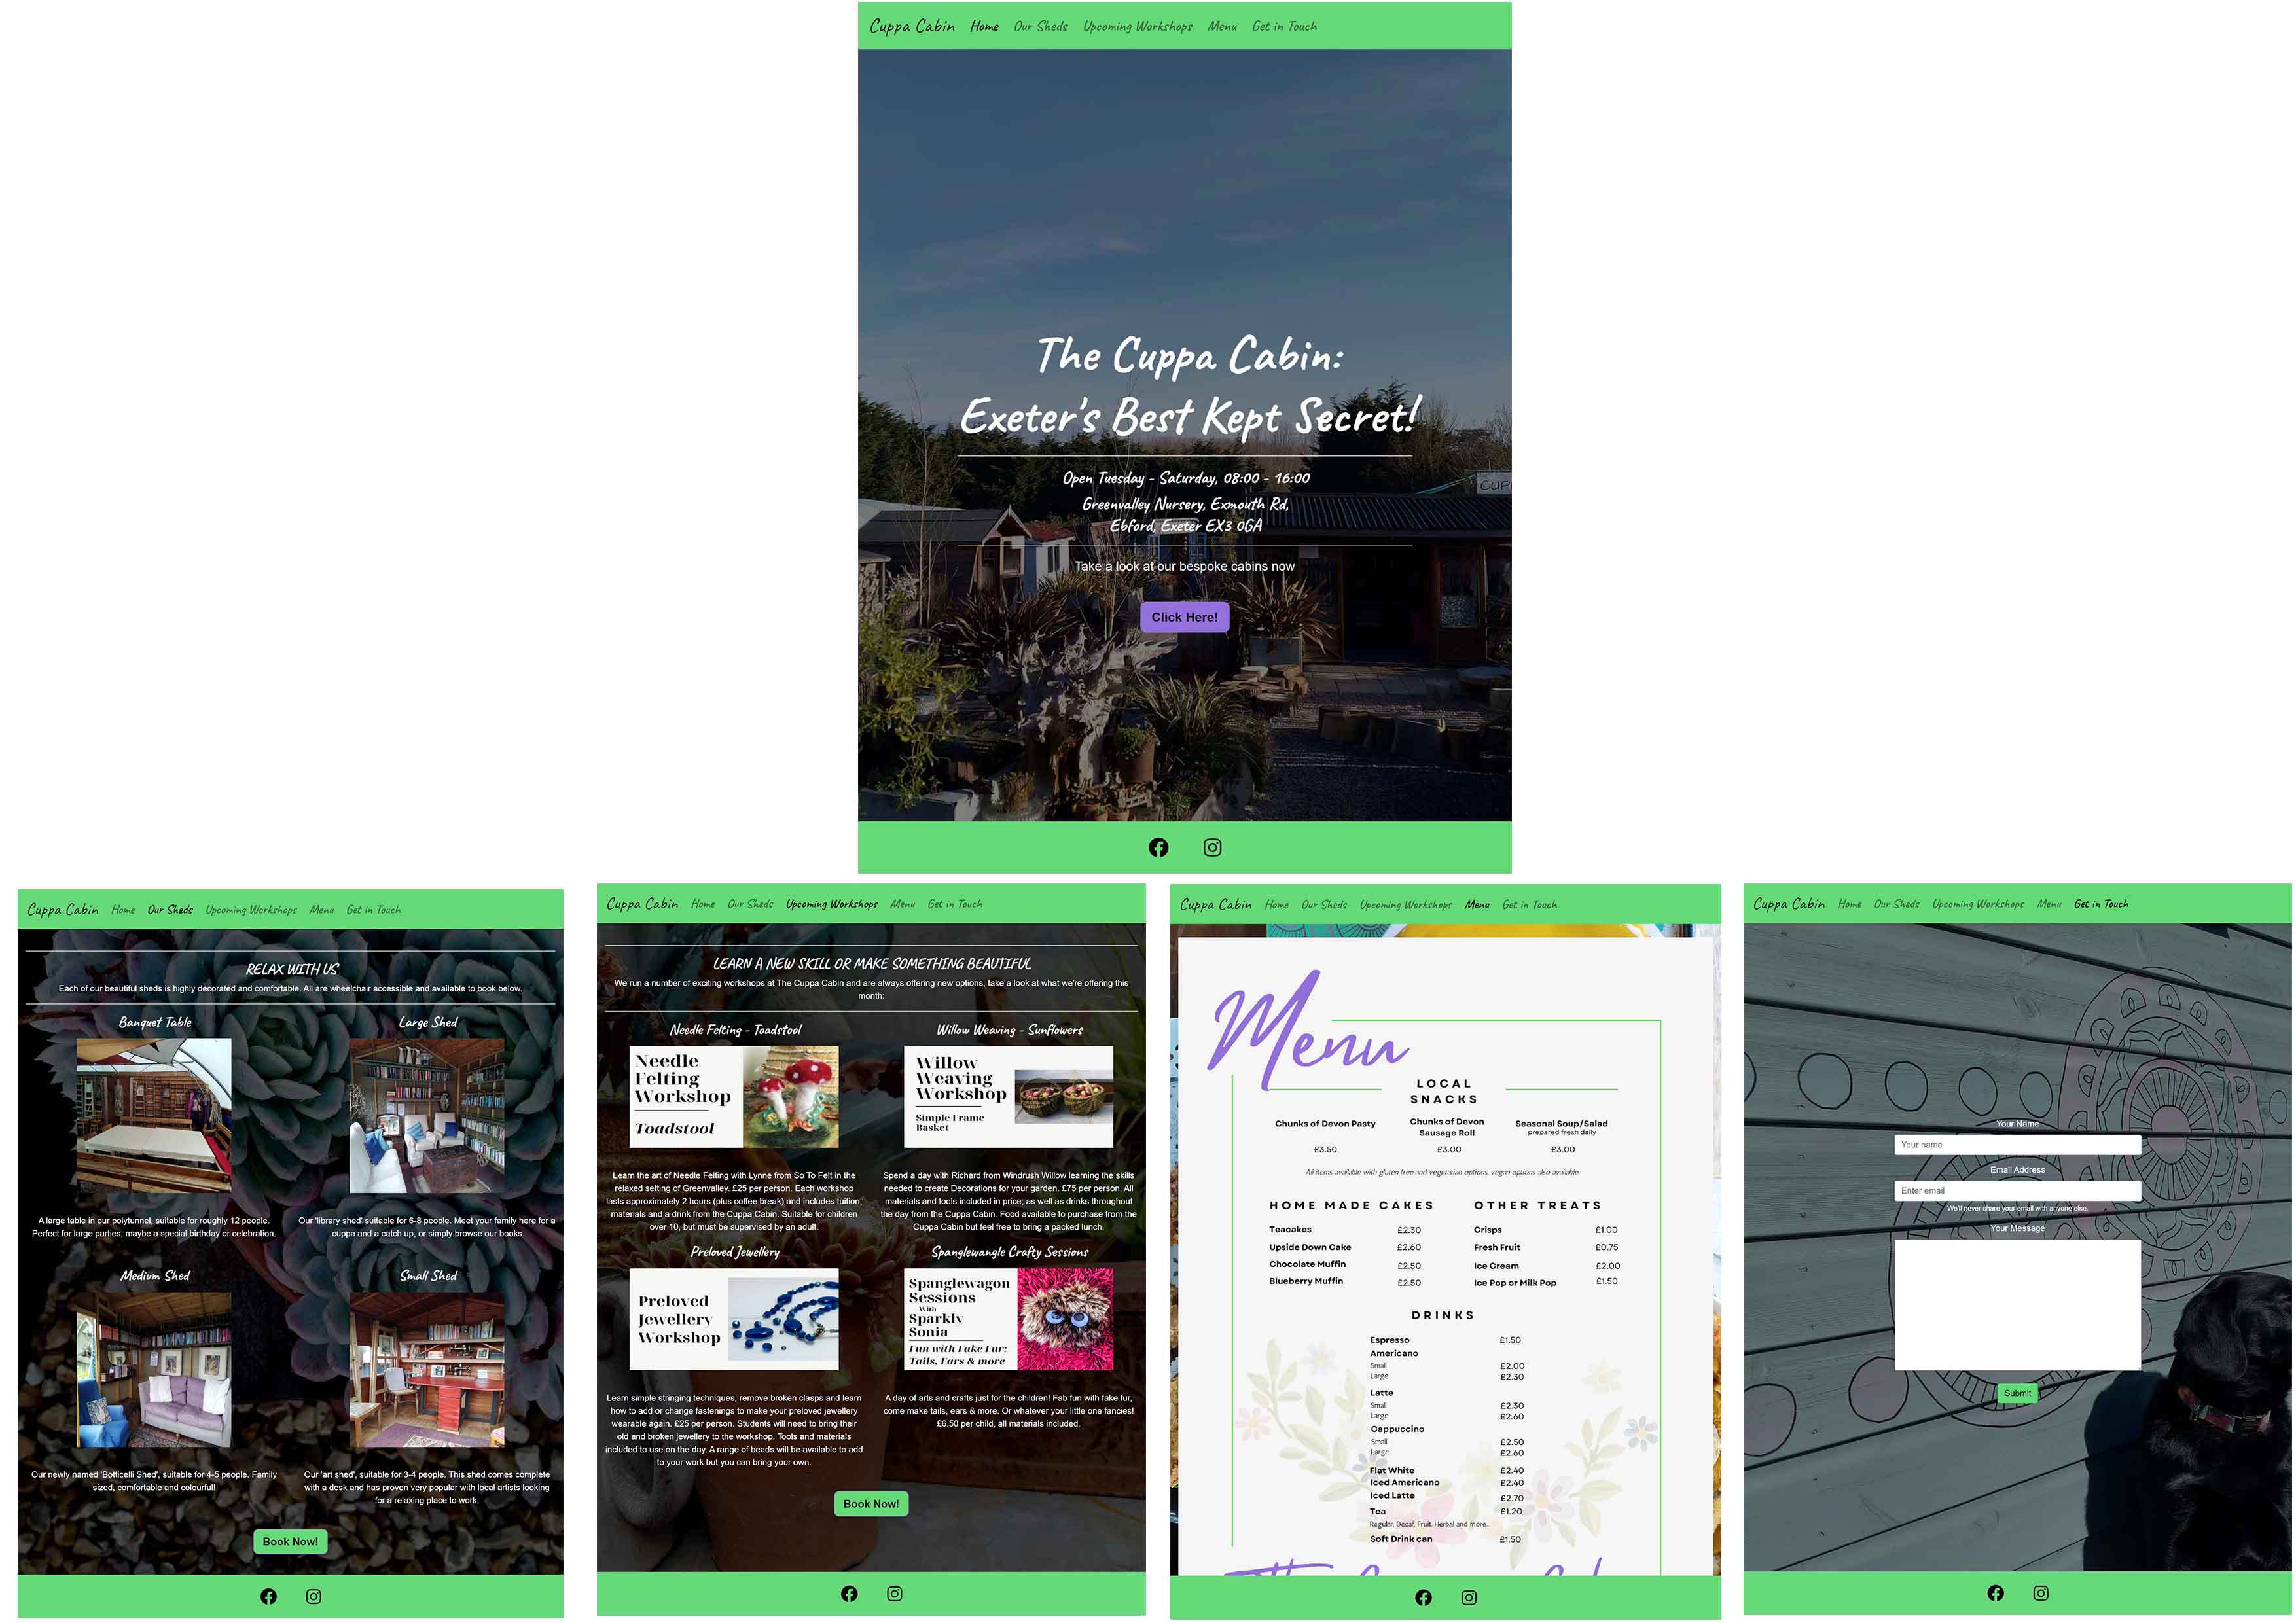 Cuppa Cabin Home Our Sheds Upcoming Workshops Menu Get in Touch
The Cuppa Cabin:
Exeter's Best Kept Secret!
Open Tuesday - Saturday, 08:00 - 16:00
Greenvalley Nursery, Exmouth Rd,
Ebford, Exeter EX3 0GA
CUP
Take a look at our bespoke cabins now
Click Here!
Cuppa Cabin Home Our Sheds Upcoming Workshops Menu Get in Touch
RELAX WITH US
Each of our beautiful sheds is highly decorated and comfortable. All are wheelchair accessible and available to book below.
Banquet Table
Large Shed
A large table in our polytunnel, suitable for roughly 12 people.
Perfect for large parties, maybe a special birthday or celebration.
Our 'library shed' suitable for 6-8 people. Meet your family here for a
cuppa and a catch up, or simply browse our books
Medium Shed
Small Shed
Our newly named 'Botticelli Shed', suitable for 4-5 people. Family
sized, comfortable and colourful!
Our 'art shed', suitable for 3-4 people. This shed comes complete
with a desk and has proven very popular with local artists looking
for a relaxing place to work.
Book Now!
Cuppa Cabin Home Our Sheds Upcoming Workshops Menu Get in Touch
LEARN A NEW SKILL OR MAKE SOMETHING BEAUTIFUL
We run a number of exciting workshops at The Cuppa Cabin and are always offering new options, take a look at what we're offering this
month:
Needle Felting - Toadstool
Needle
Felting
Workshop
Toadstool
Learn the art of Needle Felting with Lynne from So To Felt in the
relaxed setting of Greenvalley. £25 per person. Each workshop
lasts approximately 2 hours (plus coffee break) and includes tuition,
materials and a drink from the Cuppa Cabin. Suitable for children
over 10, but must be supervised by an adult.
Willow Weaving - Sunflowers
Willow
Weaving
Workshop
Simple Frame
Basket
Spend a day with Richard from Windrush Willow learning the skills
needed to create Decorations for your garden. £75 per person. All
materials and tools included in price; as well as drinks throughout
the day from the Cuppa Cabin. Food available to purchase from the
Cuppa Cabin but feel free to bring a packed lunch.
Preloved Jewellery
Preloved
Jewellery
Workshop
Learn simple stringing techniques, remove broken clasps and learn
how to add or change fastenings to make your preloved jewellery
wearable again. £25 per person. Students will need to bring their
old and broken jewellery to the workshop. Tools and materials
included to use on the day. A range of beads will be available to add
to your work but you can bring your own.
Spanglewangle Crafty Sessions
Spanglewagon
Sessions
With
Sparkly
Sonia
Fun with Fake Fur:
Tails, Ears & more
A day of arts and crafts just for the children! Fab fun with fake fur,
come make tails, ears & more. Or whatever your little one fancies!
£6.50 per child, all materials included.
Book Now!
Cuppa Cabin Home Our Sheds Upcoming Workshops Menu Get in Touch
Menu
LOCAL
SNACKS
Chunks of Devon Pasty
£3.50
Chunks of Devon
Sausage Roll
£3.00
Seasonal Soup/Salad
prepared fresh daily
£3.00
All items available with gluten free and vegetarian options, vegan options also available
HOME MADE CAKES
Teacakes £2.30
Upside Down Cake £2.60
Chocolate Muffin £2.50
Blueberry Muffin £2.50
OTHER TREATS
Crisps £1.00
Fresh Fruit £0.75
Ice Cream £2.00
Ice Pop or Milk Pop £1.50
DRINKS
Espresso £1.50
Americano
Small £2.00
Large £2.30
Latte
Small £2.30
Large £2.60
Cappuccino
Small £2.50
Large £2.60
Flat White £2.40
Iced Americano £2.40
Iced Latte £2.70
Tea £1.20
Regular, Decaf, Fruit, Herbal and more..
Soft Drink can £1.50
Cuppa Cabin Home Our Sheds Upcoming Workshops Menu Get in Touch
Your Name
Your name
Email Address
Enter email
We'll never share your email with anyone else.
Your Message
Submit